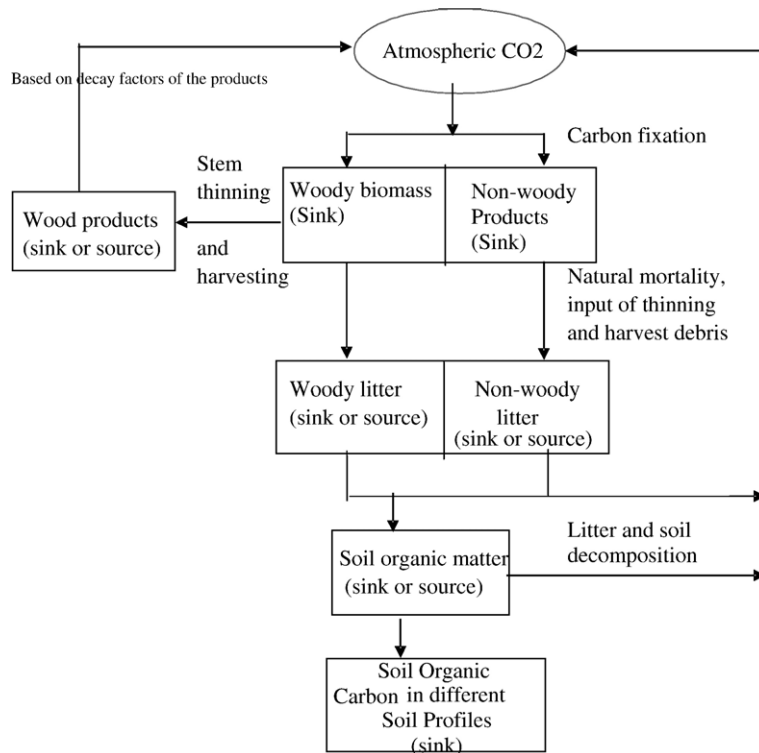 Atmospheric CO2
Based on decay factors of the products
Carbon fixation
Stem
thinning
and
harvesting
Wood products
(sink or source)
Woody biomass
(Sink)
Non-woody
Products
(Sink)
Natural mortality,
input of thinning
and harvest debris
Woody litter
(sink or source)
Non-woody
litter
(sink or source)
Litter and soil
decomposition
Soil organic matter
(sink or source)
Soil Organic
Carbon in different
Soil Profiles
(sink)